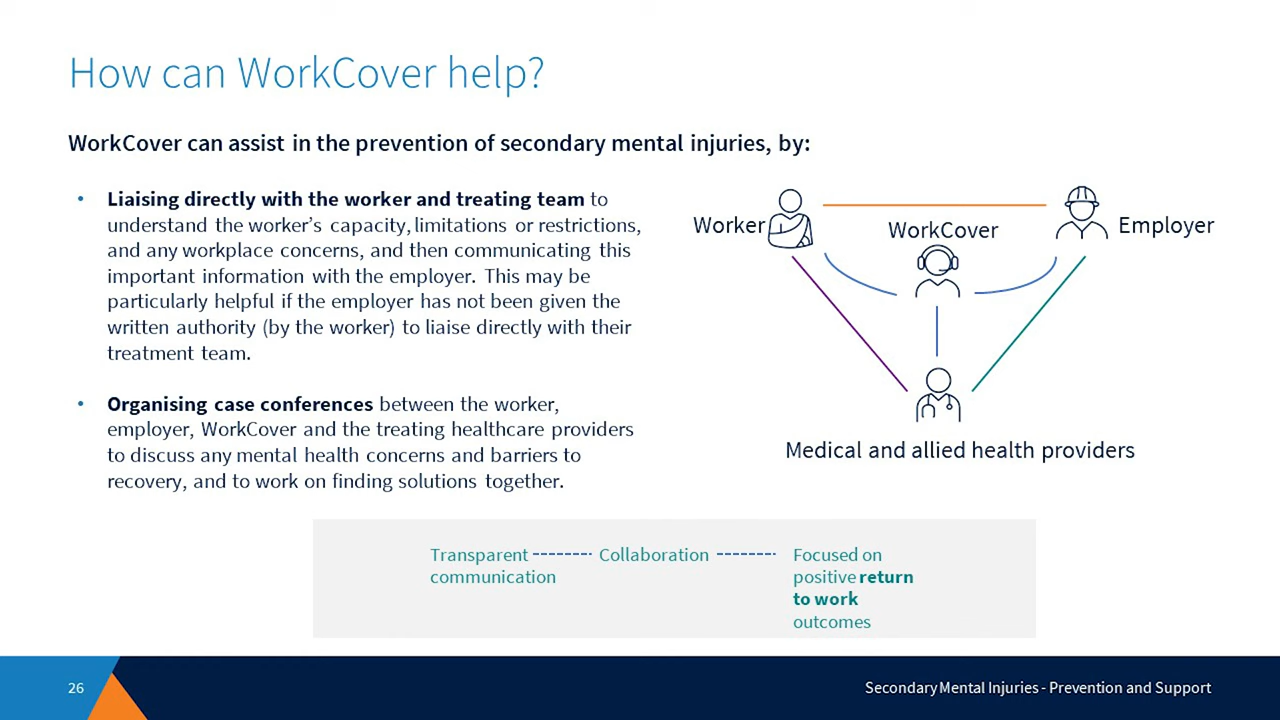 How can WorkCover help?
WorkCover can assist in the prevention of secondary mental injuries, by:
• Liaising directly with the worker and treating team to
understand the worker’s capacity, limitations or restrictions,
and any workplace concerns, and then communicating this
important information with the employer. This may be
particularly helpful if the employer has not been given the
written authority (by the worker) to liaise directly with their
treatment team.
• Organising case conferences between the worker,
employer, WorkCover and the treating healthcare providers
to discuss any mental health concerns and barriers to
recovery, and to work on finding solutions together.
Worker
WorkCover
Employer
Medical and allied health providers
Transparent
communication
Collaboration
Focused on
positive return
to work
outcomes
26
Secondary Mental Injuries - Prevention and Support